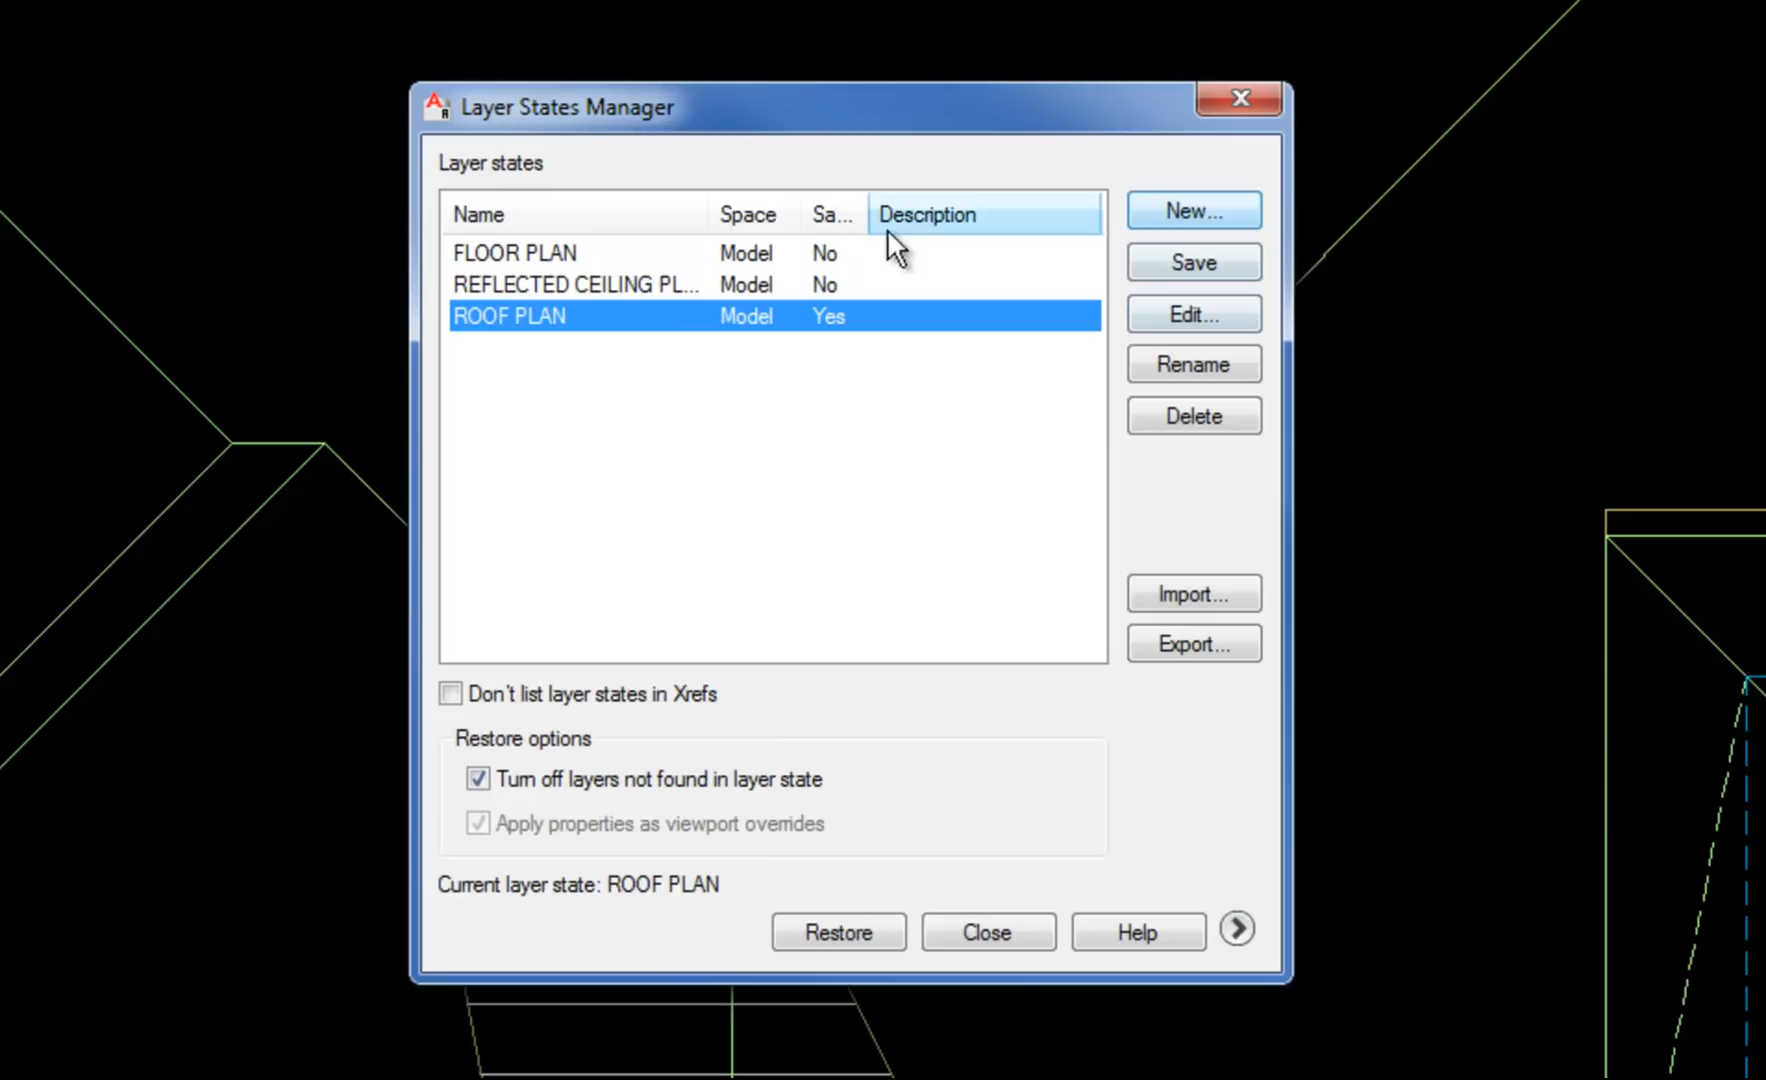 Layer States Manager
Layer states
Name Space Sa... Description
FLOOR PLAN Model No
REFLECTED CEILING PL... Model No
ROOF PLAN Model Yes
New...
Save
Edit...
Rename
Delete
Import...
Export...
Don't list layer states in Xrefs
Restore options
Turn off layers not found in layer state
Apply properties as viewport overrides
Current layer state: ROOF PLAN
Restore Close Help